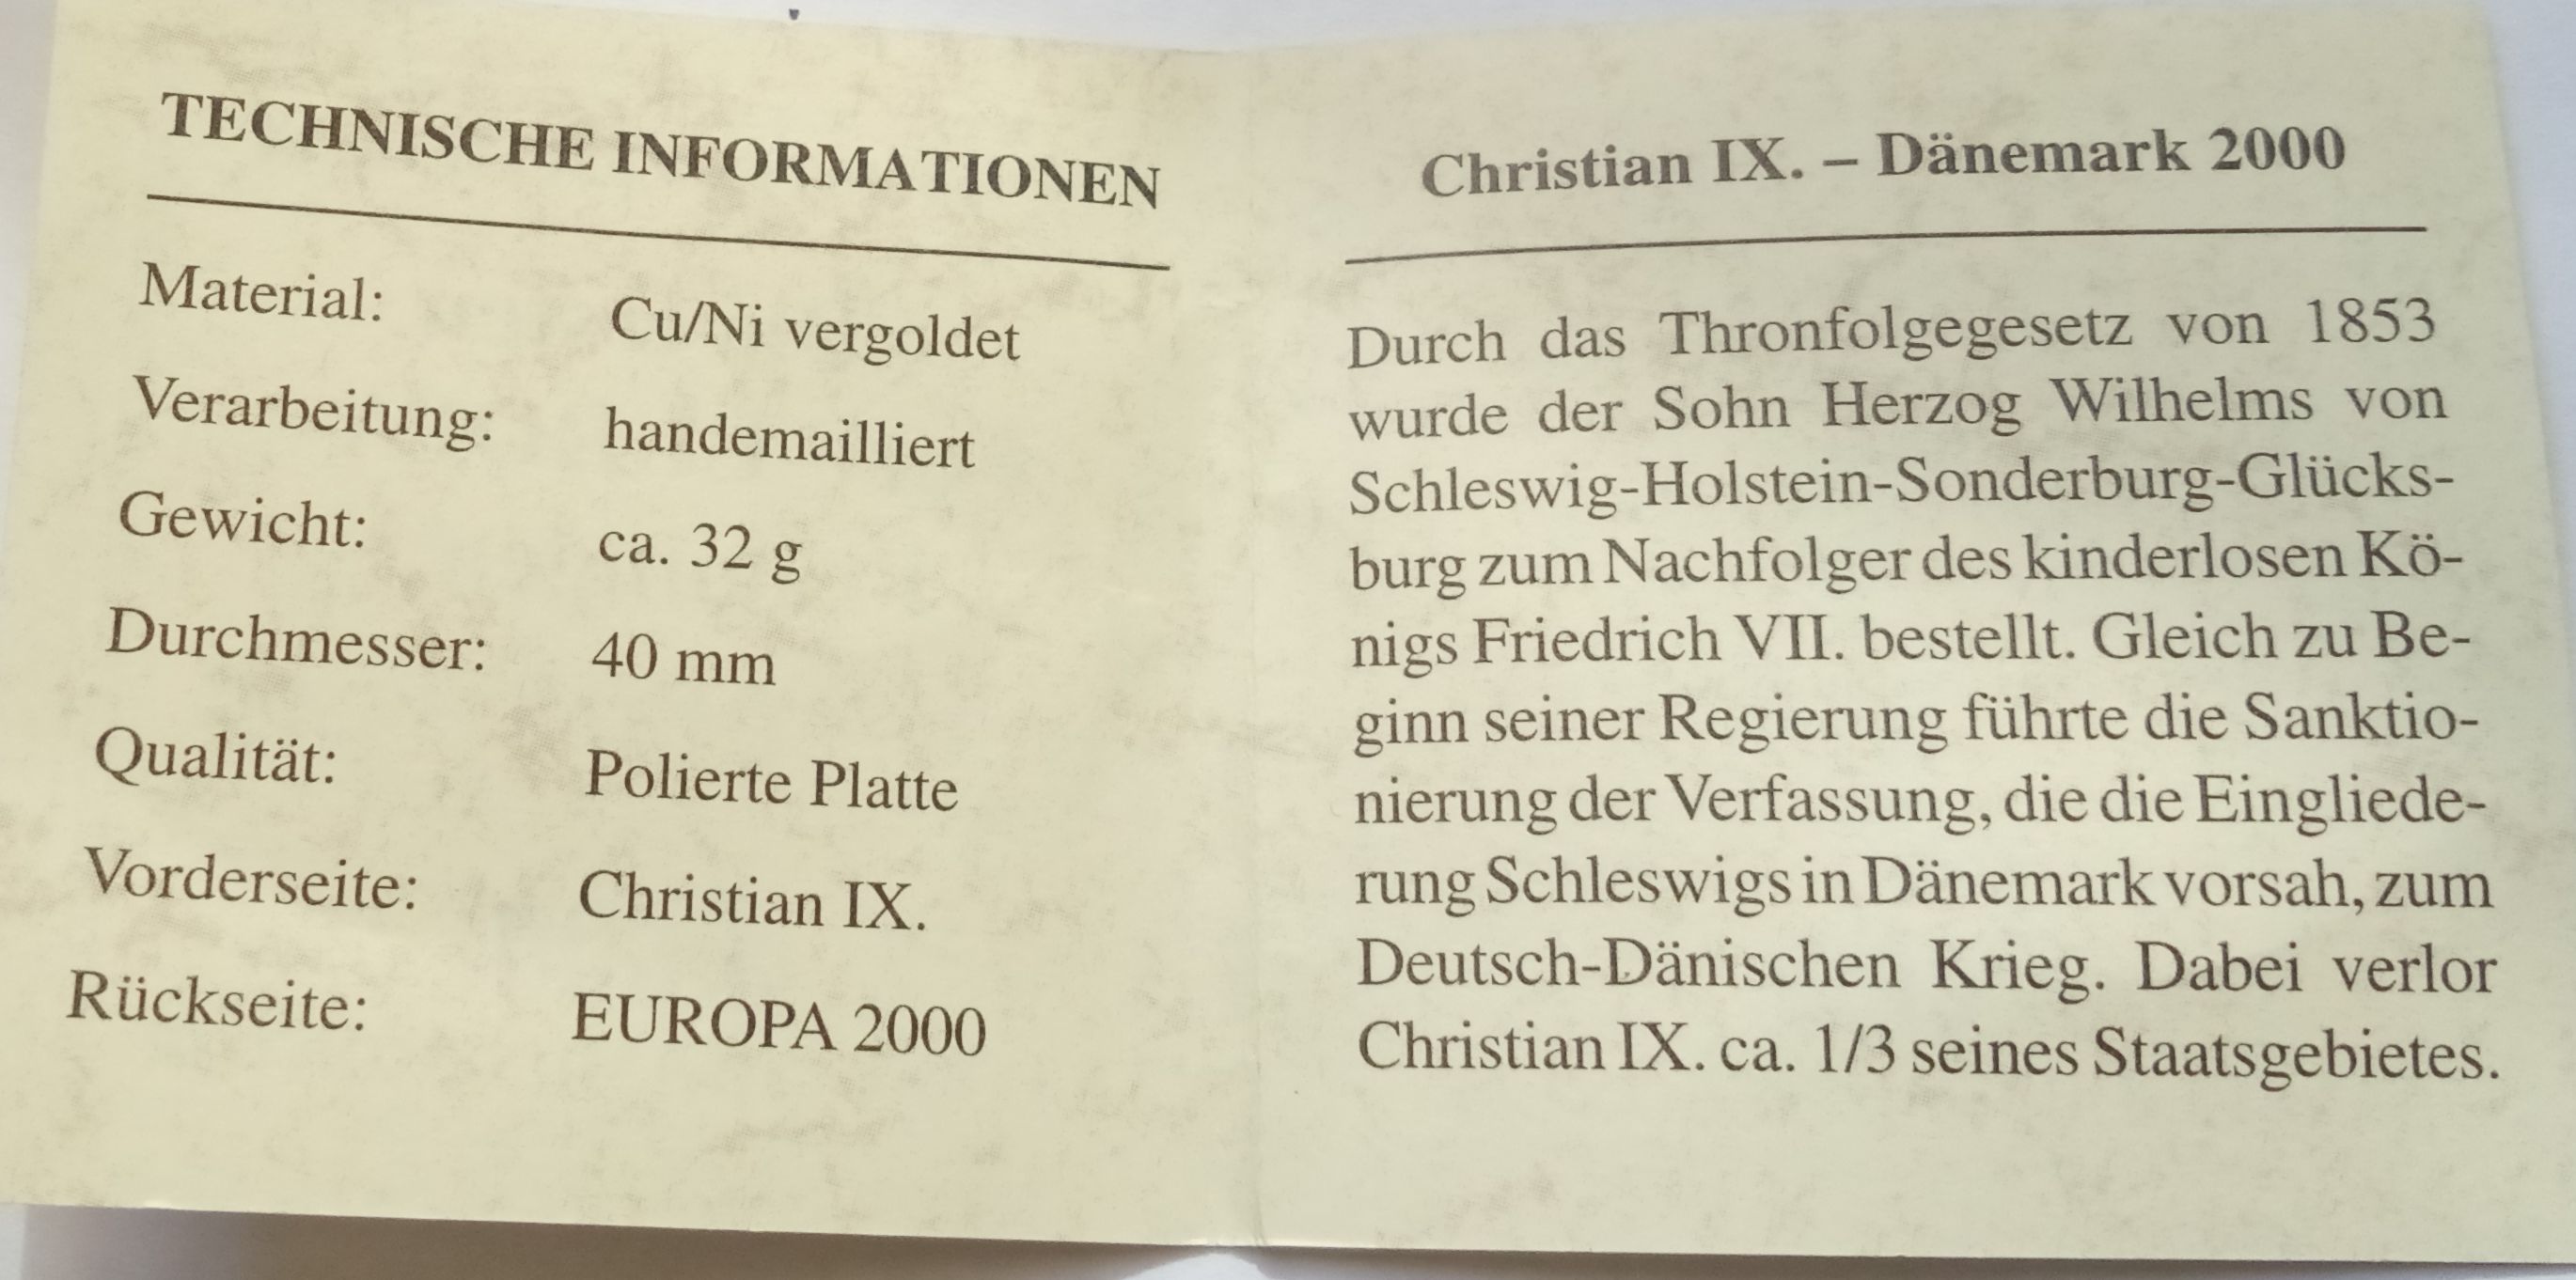 TECHNISCHE INFORMATIONEN
Material: Cu/Ni vergoldet
Verarbeitung: handemailliert
Gewicht: ca. 32 g
Durchmesser: 40 mm
Qualität: Polierte Platte
Vorderseite: Christian IX.
Rückseite: EUROPA 2000
Christian IX. – Dänemark 2000
Durch das Thronfolgegesetz von 1853
wurde der Sohn Herzog Wilhelms von
Schleswig-Holstein-Sonderburg-Glücks-
burg zum Nachfolger des kinderlosen Kö-
nigs Friedrich VII. bestellt. Gleich zu Be-
ginn seiner Regierung führte die Sanktio-
nierung der Verfassung, die die Eingliede-
rung Schleswigs in Dänemark vorsah, zum
Deutsch-Dänischen Krieg. Dabei verlor
Christian IX. ca. 1/3 seines Staatsgebietes.